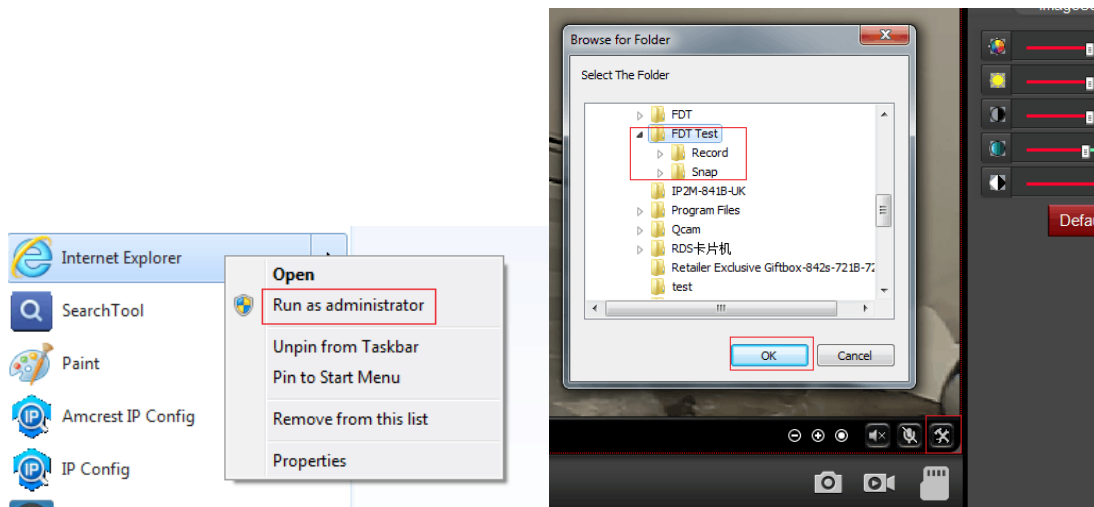 Internet Explorer
SearchTool
Paint
Amcrest IP Config
IP Config
Open
Run as administrator
Unpin from Taskbar
Pin to Start Menu
Remove from this list
Properties
Browse for Folder
Select The Folder
FDT
FDT Test
Record
Snap
IP2M-841B-UK
Program Files
Qcam
RDS卡片机
Retailer Exclusive Giftbox-842s-721B-72
test
OK
Cancel
Defau